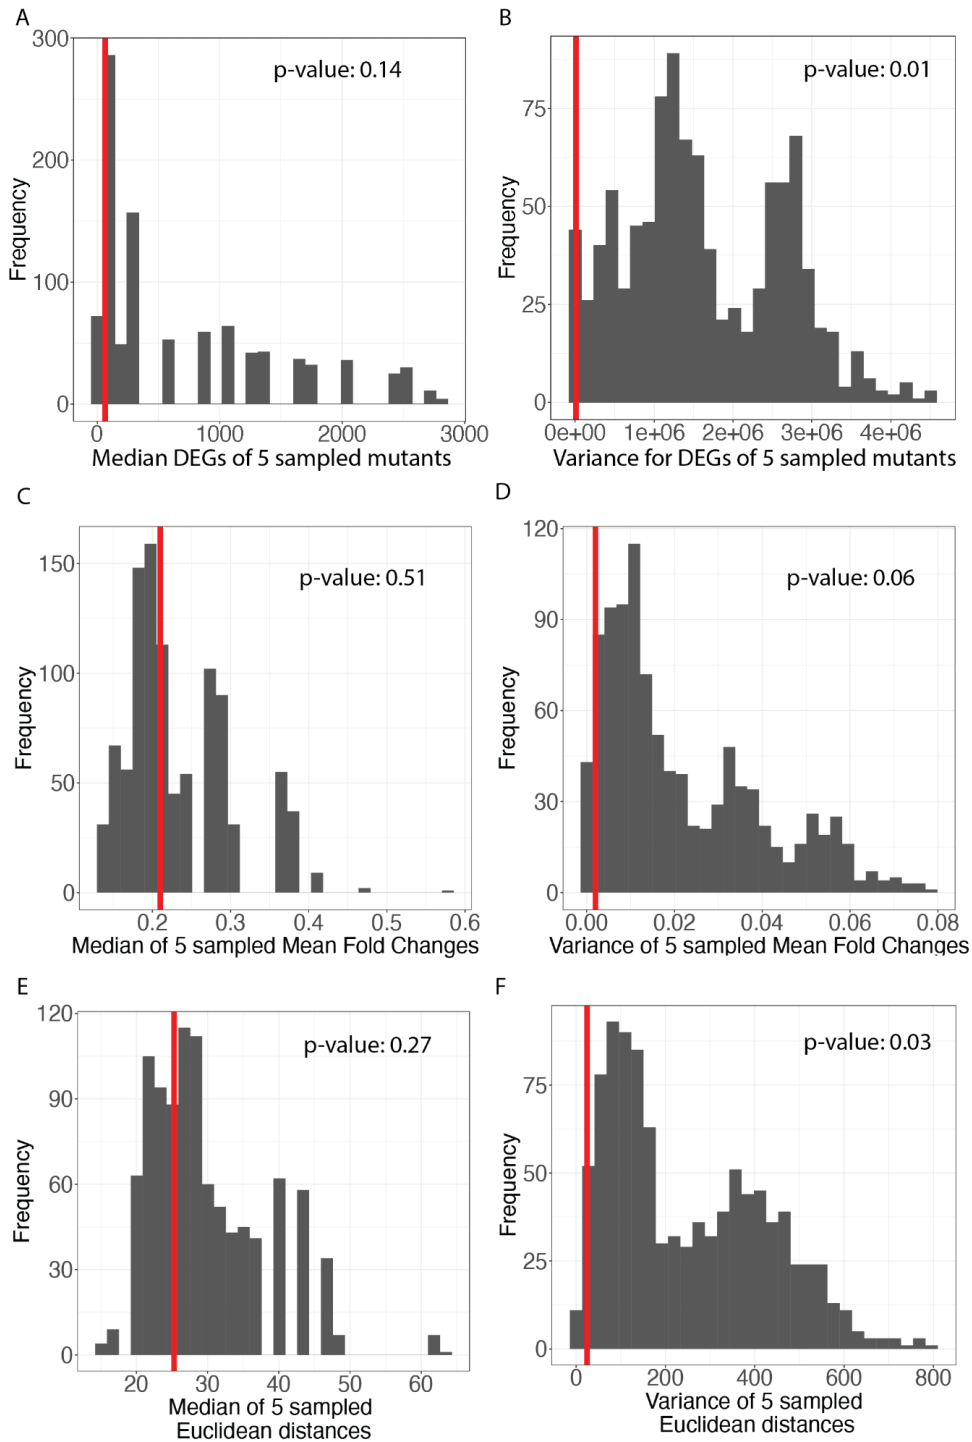 A
p-value: 0.14
300
200
100
0
Frequency
0 1000 2000 3000
Median DEGs of 5 sampled mutants
B
p-value: 0.01
75
50
25
0
Frequency
0e+00 1e+06 2e+06 3e+06 4e+06
Variance for DEGs of 5 sampled mutants
C
p-value: 0.51
150
100
50
0
Frequency
0.2 0.3 0.4 0.5 0.6
Median of 5 sampled Mean Fold Changes
D
p-value: 0.06
120
90
60
30
0
Frequency
0.00 0.02 0.04 0.06 0.08
Variance of 5 sampled Mean Fold Changes
E
p-value: 0.27
120
90
60
30
0
Frequency
20 30 40 50 60
Median of 5 sampled
Euclidean distances
F
p-value: 0.03
75
50
25
0
Frequency
0 200 400 600 800
Variance of 5 sampled
Euclidean distances